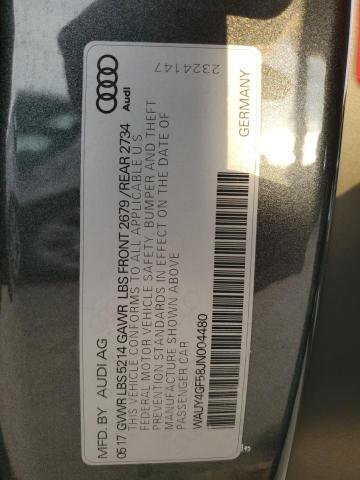 MFD. BY AUDI AG
05 17 GVWR LBS 5214 GAWR LBS FRONT 2679 /REAR 2734
THIS VEHICLE CONFORMS TO ALL APPLICABLE U S
FEDERAL MOTOR VEHICLE SAFETY, BUMPER AND THEFT
PREVENTION STANDARDS IN EFFECT ON THE DATE OF
MANUFACTURE SHOWN ABOVE
PASSENGER CAR
WAUY4GF58JN004480
Audi
2324147
GERMANY